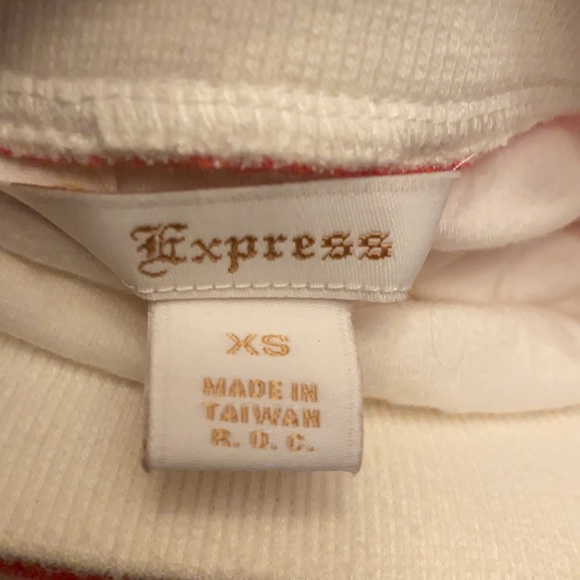 Express
XS
MADE IN
TAIWAN
R. O. C.